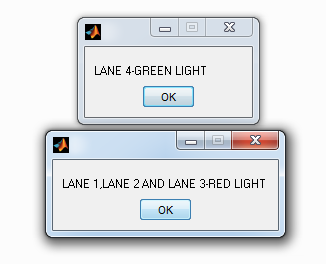 LANE 4-GREEN LIGHT
OK
LANE 1,LANE 2 AND LANE 3-RED LIGHT
OK